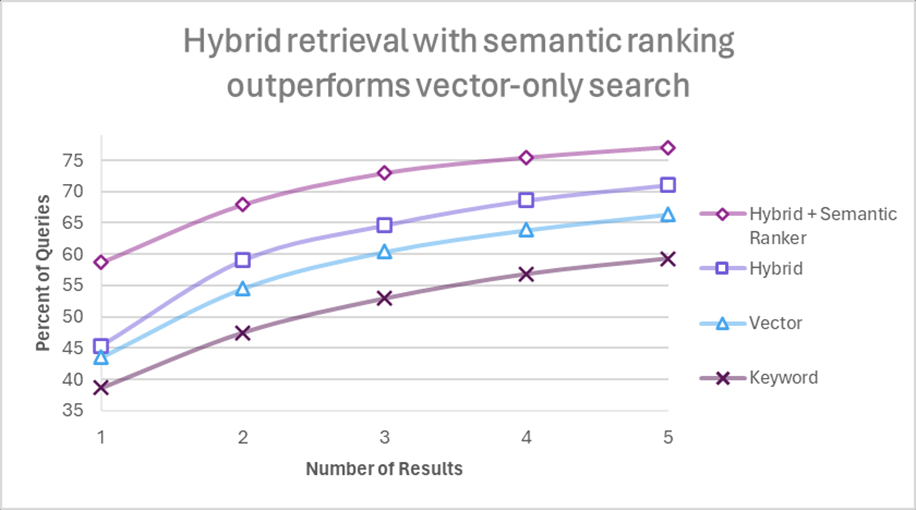 Hybrid retrieval with semantic ranking
outperforms vector-only search
75
70
65
60
55
50
45
40
35
Percent of Queries
1 2 3 4 5
Number of Results
Hybrid + Semantic
Ranker
Hybrid
Vector
Keyword